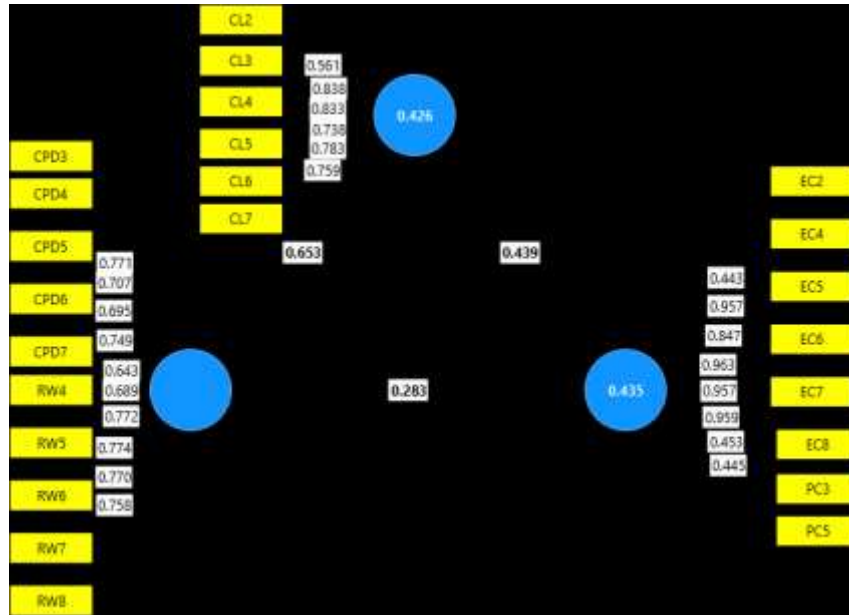 CL2
CL3
CL4
CL5
CL6
CL7
0.561
0.838
0.833
0.738
0.783
0.759
0.426
CPD3
CPD4
CPD5
CPD6
CPD7
RW4
RW5
RW6
RW7
RW8
0.771
0.707
0.695
0.749
0.643
0.689
0.772
0.774
0.770
0.758
0.653
0.439
0.283
0.435
0.443
0.957
0.847
0.963
0.957
0.959
0.453
0.445
EC2
EC4
EC5
EC6
EC7
EC8
PC3
PC5